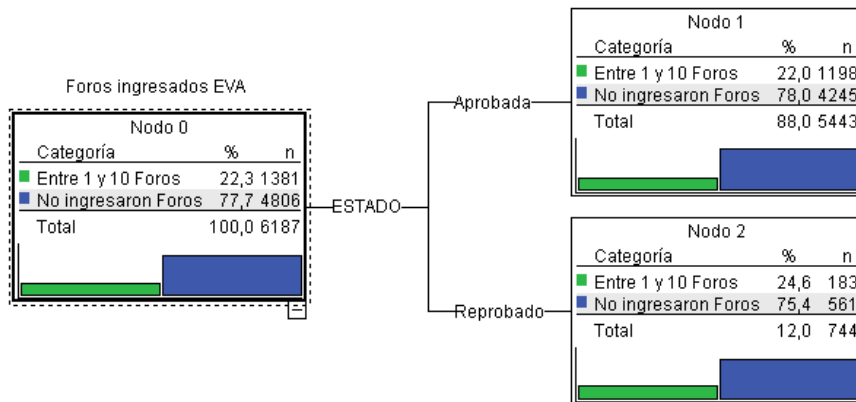 Foros ingresados EVA
Nodo 0
Categoría % n
Entre 1 y 10 Foros 22,3 1381
No ingresaron Foros 77,7 4806
Total 100,0 6187
ESTADO
Aprobada
Nodo 1
Categoría % n
Entre 1 y 10 Foros 22,0 1198
No ingresaron Foros 78,0 4245
Total 88,0 5443
Reprobado
Nodo 2
Categoría % n
Entre 1 y 10 Foros 24,6 183
No ingresaron Foros 75,4 561
Total 12,0 744